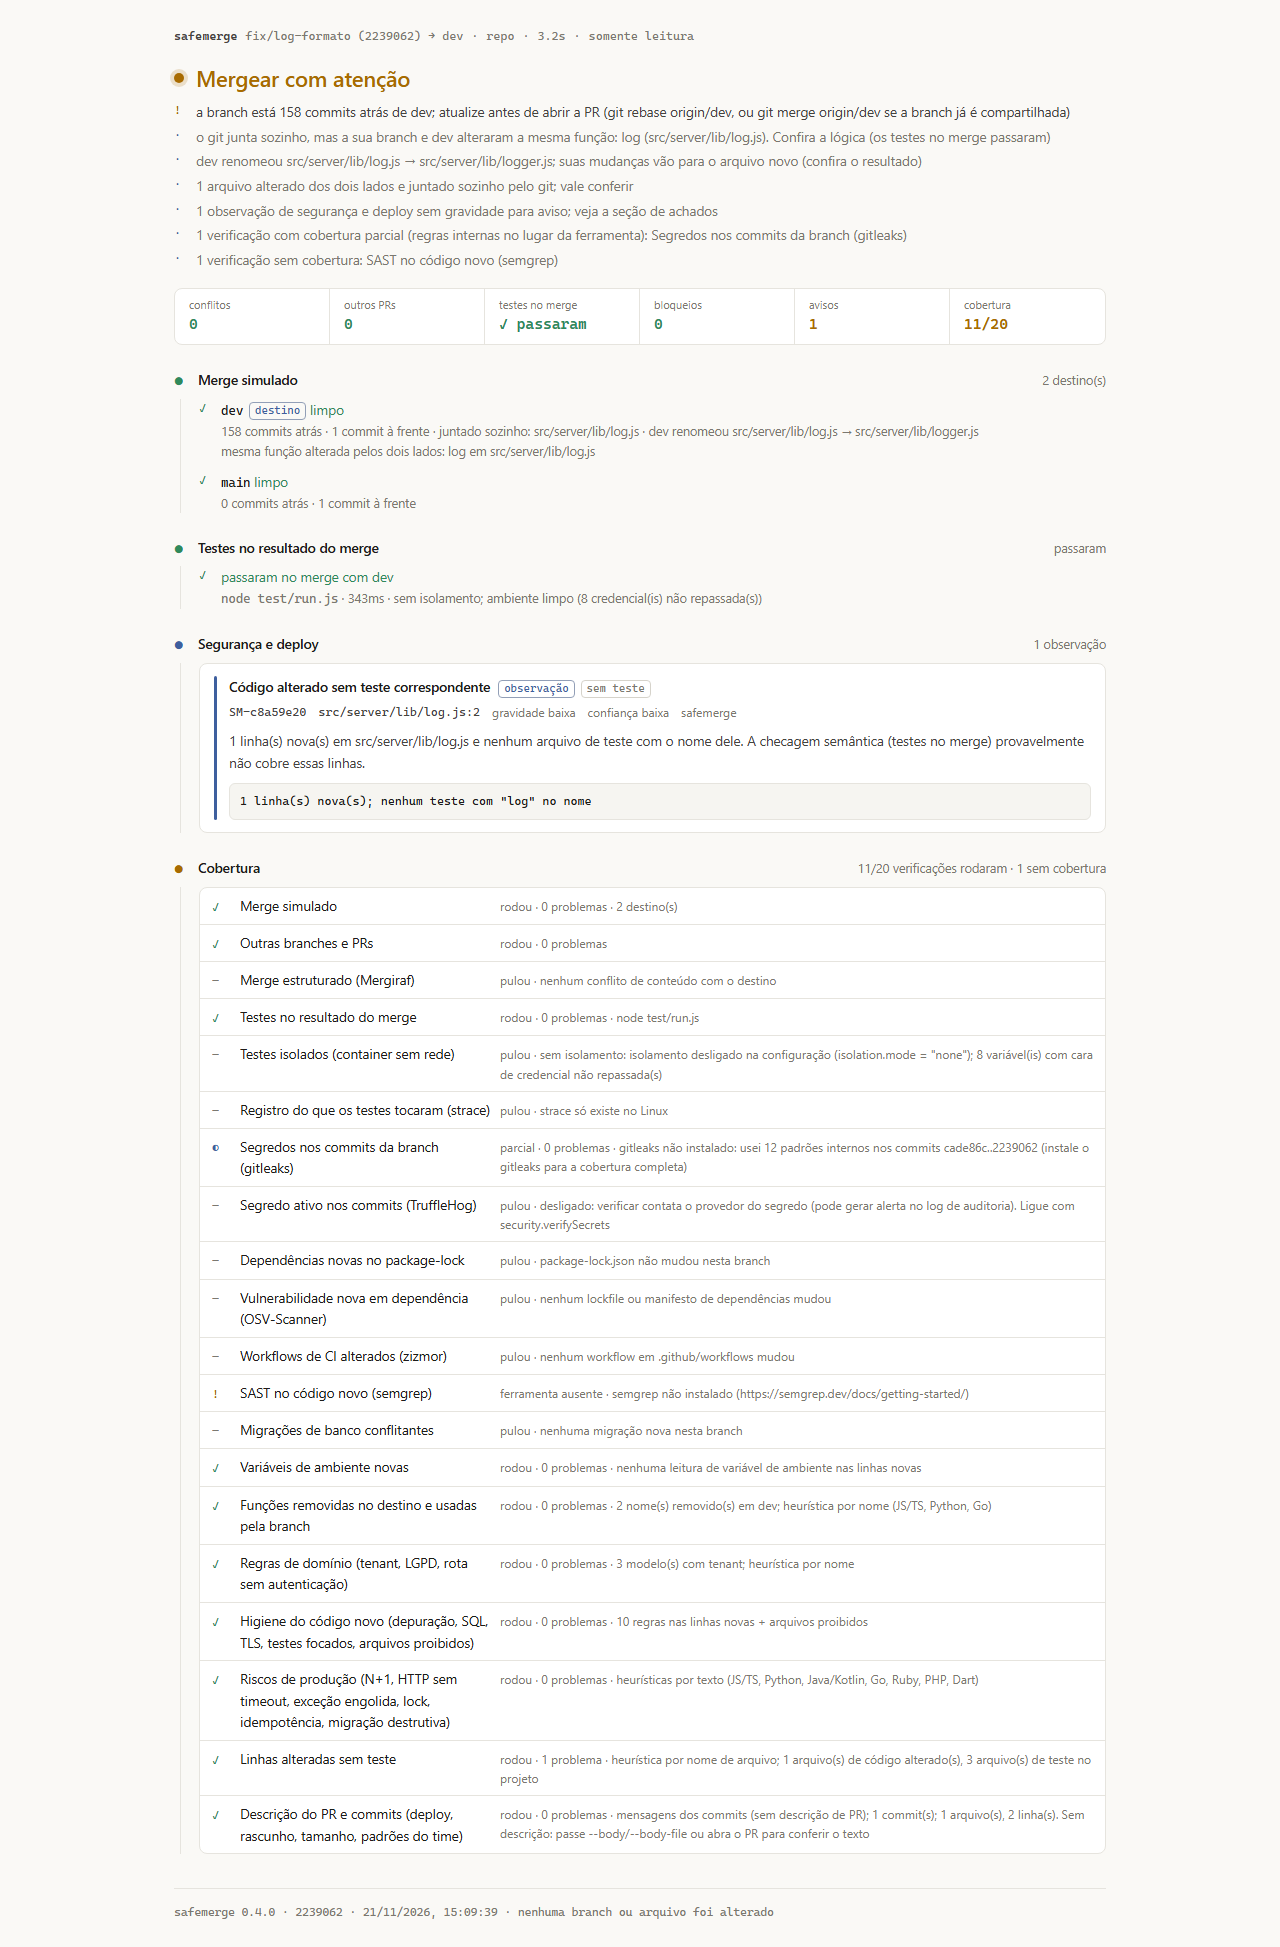 safemerge fix/log-formato (2239062) → dev · repo · 3.2s · somente leitura
Mergear com atenção
! a branch está 158 commits atrás de dev; atualize antes de abrir a PR (git rebase origin/dev, ou git merge origin/dev se a branch já é compartilhada)
· o git junta sozinho, mas a sua branch e dev alteraram a mesma função: log (src/server/lib/log.js). Confira a lógica (os testes no merge passaram)
· dev renomeou src/server/lib/log.js → src/server/lib/logger.js; suas mudanças vão para o arquivo novo (confira o resultado)
· 1 arquivo alterado dos dois lados e juntado sozinho pelo git; vale conferir
· 1 observação de segurança e deploy sem gravidade para aviso; veja a seção de achados
· 1 verificação com cobertura parcial (regras internas no lugar da ferramenta): Segredos nos commits da branch (gitleaks)
· 1 verificação sem cobertura: SAST no código novo (semgrep)
conflitos outros PRs testes no merge bloqueios avisos cobertura
0 0 ✓ passaram 0 1 11/20
Merge simulado 2 destino(s)
✓ dev destino limpo
158 commits atrás · 1 commit à frente · juntado sozinho: src/server/lib/log.js · dev renomeou src/server/lib/log.js → src/server/lib/logger.js
mesma função alterada pelos dois lados: log em src/server/lib/log.js
✓ main limpo
0 commits atrás · 1 commit à frente
Testes no resultado do merge passaram
✓ passaram no merge com dev
node test/run.js · 343ms · sem isolamento; ambiente limpo (8 credencial(is) não repassada(s))
Segurança e deploy 1 observação
Código alterado sem teste correspondente observação sem teste
SM-c8a59e20 src/server/lib/log.js:2 gravidade baixa confiança baixa safemerge
1 linha(s) nova(s) em src/server/lib/log.js e nenhum arquivo de teste com o nome dele. A checagem semântica (testes no merge) provavelmente
não cobre essas linhas.
1 linha(s) nova(s); nenhum teste com "log" no nome
Cobertura 11/20 verificações rodaram · 1 sem cobertura
✓ Merge simulado rodou · 0 problemas · 2 destino(s)
✓ Outras branches e PRs rodou · 0 problemas
– Merge estruturado (Mergiraf) pulou · nenhum conflito de conteúdo com o destino
✓ Testes no resultado do merge rodou · 0 problemas · node test/run.js
– Testes isolados (container sem rede) pulou · sem isolamento: isolamento desligado na configuração (isolation.mode = "none"); 8 variável(is) com cara
de credencial não repassada(s)
– Registro do que os testes tocaram (strace) pulou · strace só existe no Linux
◐ Segredos nos commits da branch parcial · 0 problemas · gitleaks não instalado: usei 12 padrões internos nos commits cade86c..2239062 (instale o
(gitleaks) gitleaks para a cobertura completa)
– Segredo ativo nos commits (TruffleHog) pulou · desligado: verificar contata o provedor do segredo (pode gerar alerta no log de auditoria). Ligue com
security.verifySecrets
– Dependências novas no package-lock pulou · package-lock.json não mudou nesta branch
– Vulnerabilidade nova em dependência pulou · nenhum lockfile ou manifesto de dependências mudou
(OSV-Scanner)
– Workflows de CI alterados (zizmor) pulou · nenhum workflow em .github/workflows mudou
! SAST no código novo (semgrep) ferramenta ausente · semgrep não instalado (https://semgrep.dev/docs/getting-started/)
– Migrações de banco conflitantes pulou · nenhuma migração nova nesta branch
✓ Variáveis de ambiente novas rodou · 0 problemas · nenhuma leitura de variável de ambiente nas linhas novas
✓ Funções removidas no destino e usadas rodou · 0 problemas · 2 nome(s) removido(s) em dev; heurística por nome (JS/TS, Python, Go)
pela branch
✓ Regras de domínio (tenant, LGPD, rota rodou · 0 problemas · 3 modelo(s) com tenant; heurística por nome
sem autenticação)
✓ Higiene do código novo (depuração, SQL, rodou · 0 problemas · 10 regras nas linhas novas + arquivos proibidos
TLS, testes focados, arquivos proibidos)
✓ Riscos de produção (N+1, HTTP sem rodou · 0 problemas · heurísticas por texto (JS/TS, Python, Java/Kotlin, Go, Ruby, PHP, Dart)
timeout, exceção engolida, lock,
idempotência, migração destrutiva)
✓ Linhas alteradas sem teste rodou · 1 problema · heurística por nome de arquivo; 1 arquivo(s) de código alterado(s), 3 arquivo(s) de teste no
projeto
✓ Descrição do PR e commits (deploy, rodou · 0 problemas · mensagens dos commits (sem descrição de PR); 1 commit(s); 1 arquivo(s), 2 linha(s). Sem
rascunho, tamanho, padrões do time) descrição: passe --body/--body-file ou abra o PR para conferir o texto
safemerge 0.4.0 · 2239062 · 21/11/2026, 15:09:39 · nenhuma branch ou arquivo foi alterado